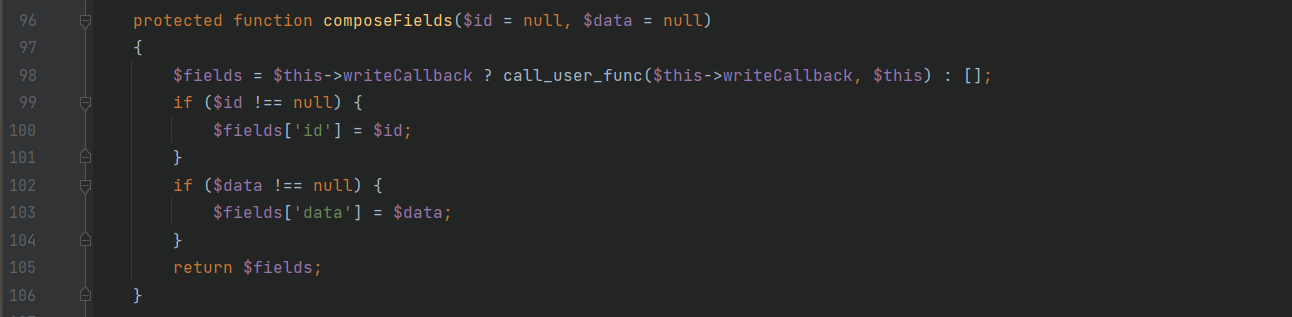 96 protected function composeFields($id = null, $data = null)
97 {
98 $fields = $this->writeCallback ? call_user_func($this->writeCallback, $this) : [];
99 if ($id !== null) {
100 $fields['id'] = $id;
101 }
102 if ($data !== null) {
103 $fields['data'] = $data;
104 }
105 return $fields;
106 }